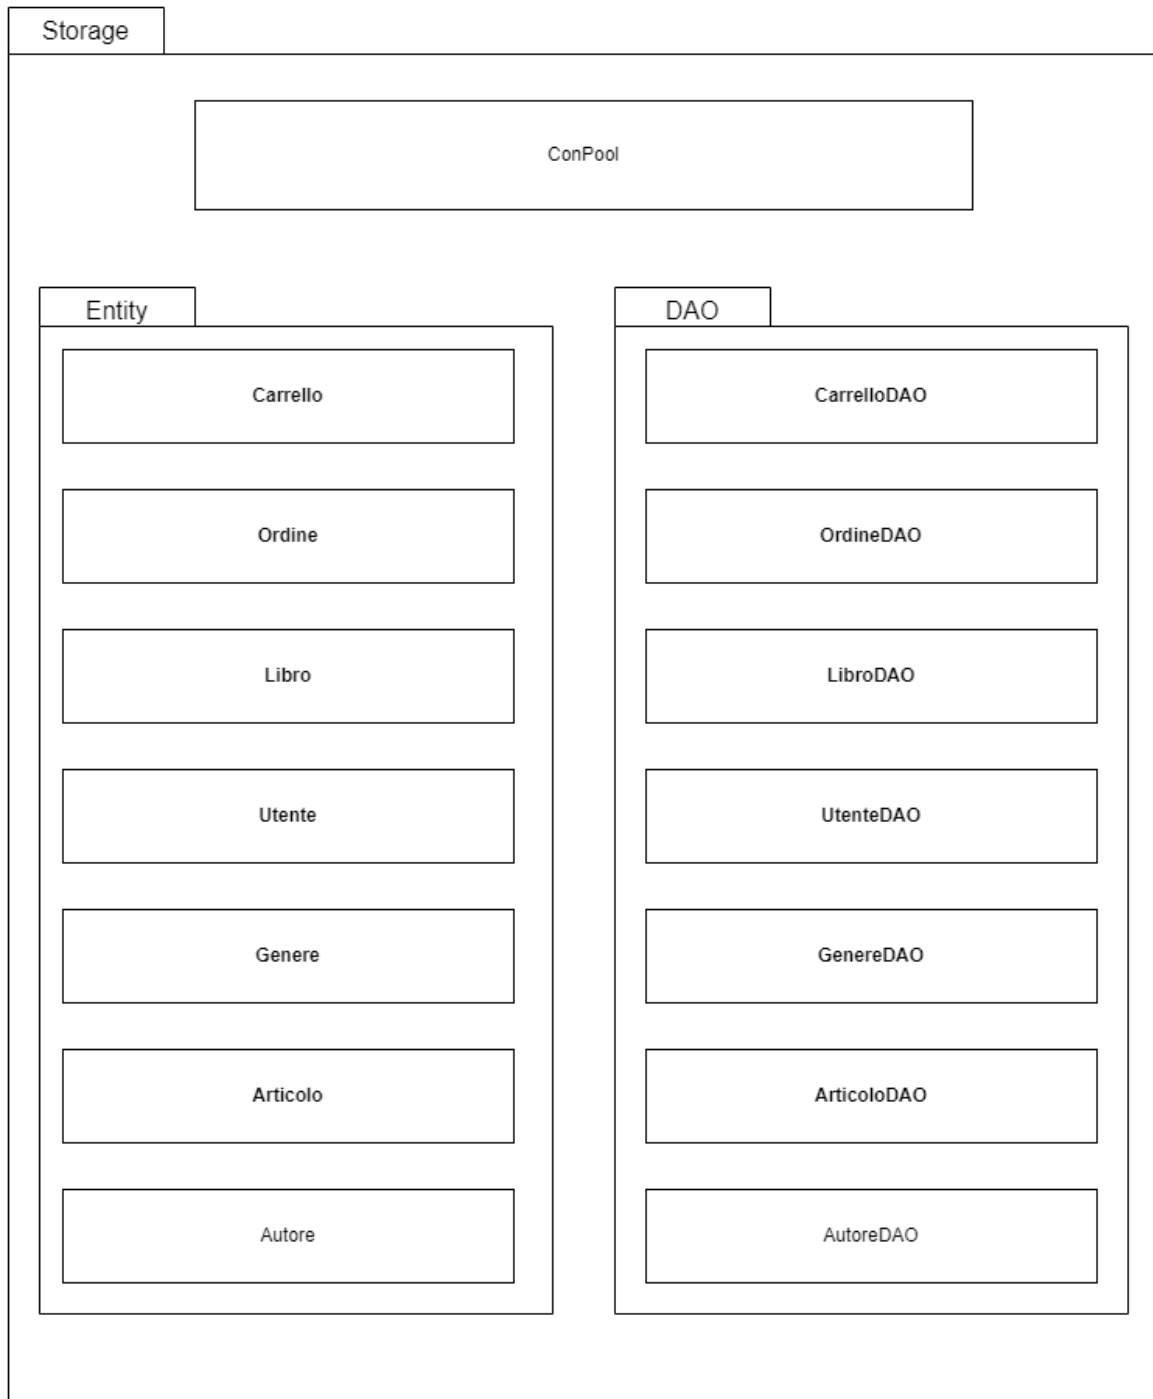 Storage
ConPool
Entity
Carrello
Ordine
Libro
Utente
Genere
Articolo
Autore
DAO
CarrelloDAO
OrdineDAO
LibroDAO
UtenteDAO
GenereDAO
ArticoloDAO
AutoreDAO